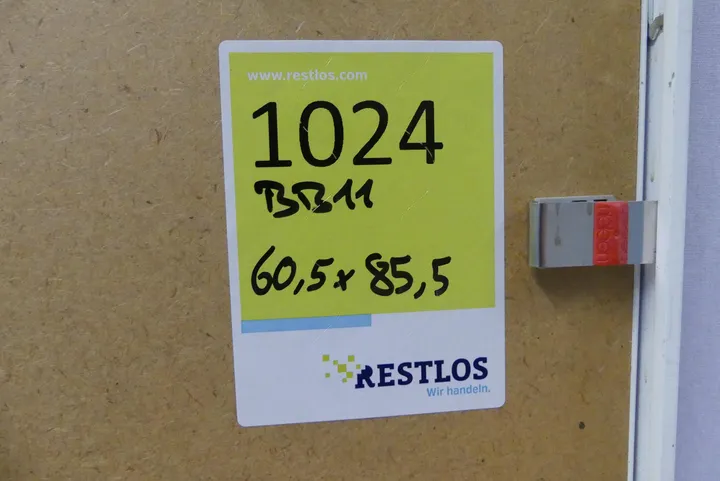 www.restlos.com
1024
BB11
60,5 x 85,5
RESTLOS
Wir handeln.